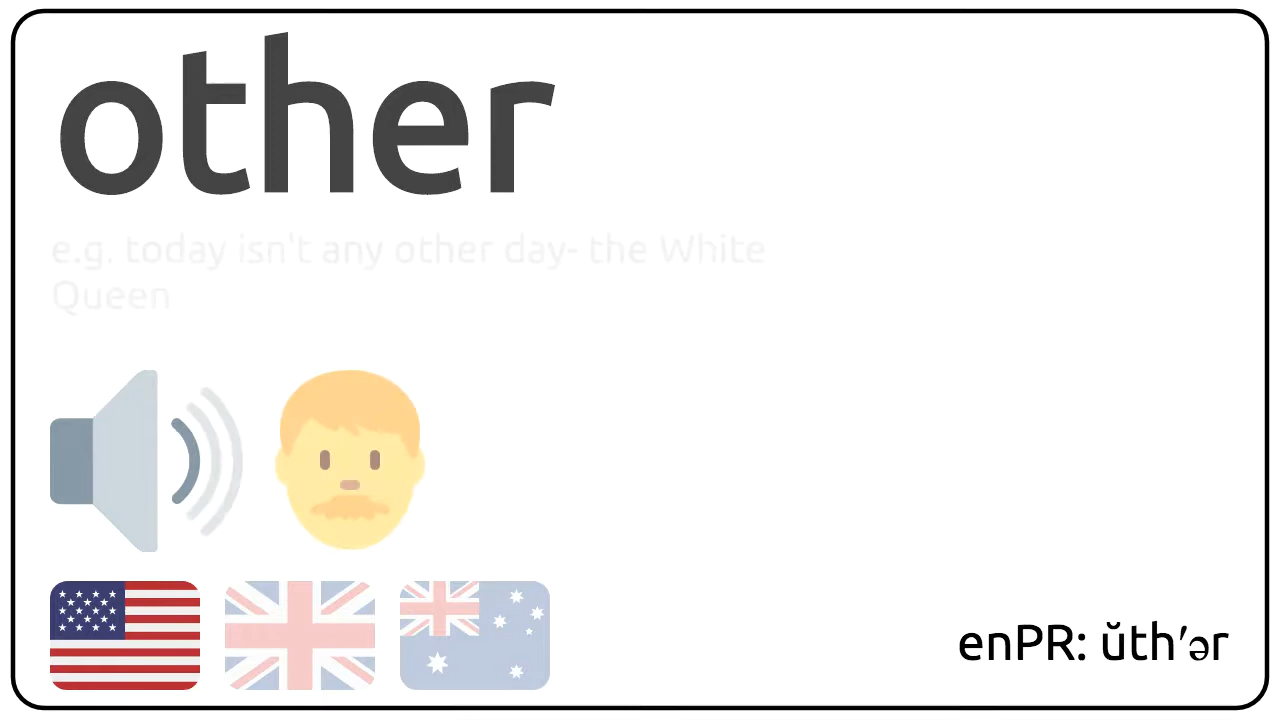 other
e.g. today isn't any other day- the White
Queen
enPR: ŭth′ər